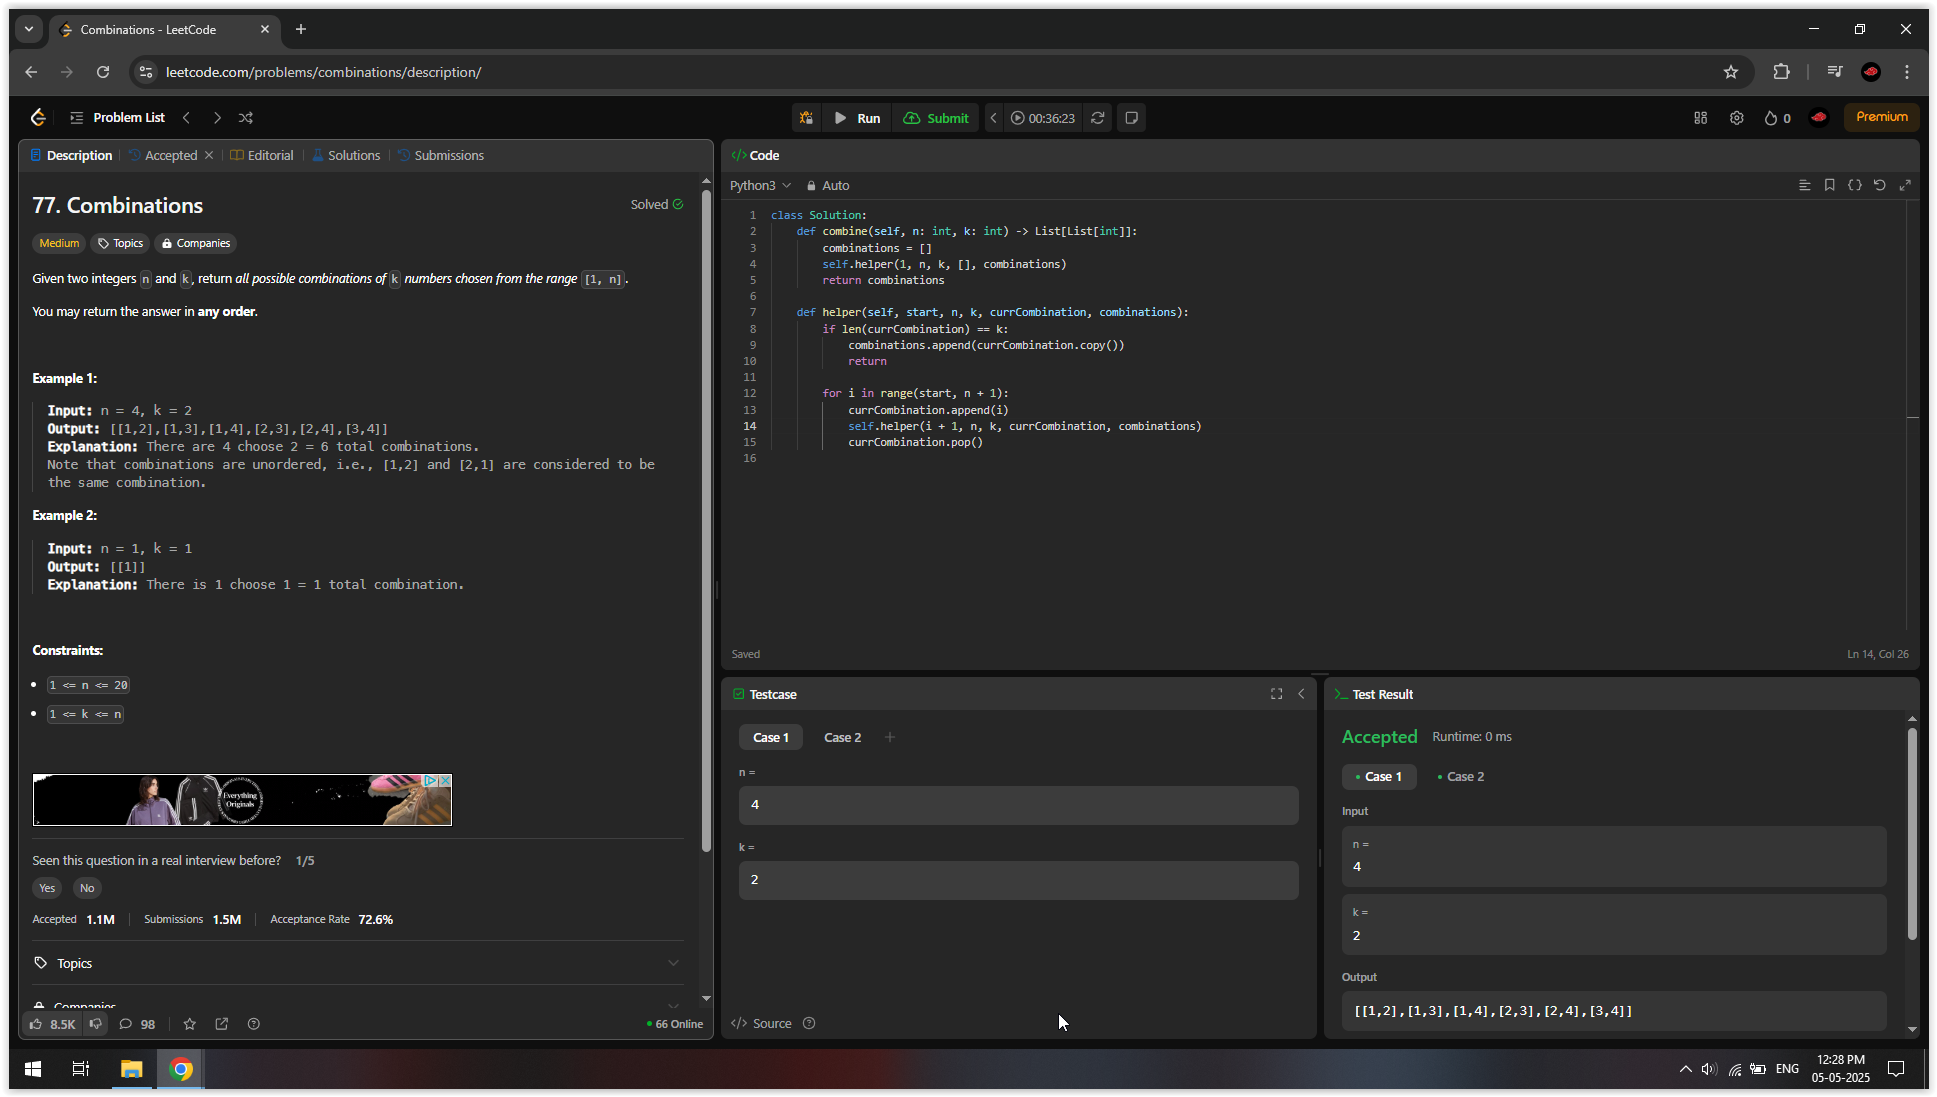 Combinations - LeetCode
leetcode.com/problems/combinations/description/
Problem List
Run
Submit
00:36:23
0
Premium
Description
Accepted
Editorial
Solutions
Submissions
77. Combinations
Solved
Medium
Topics
Companies
Given two integers n and k, return all possible combinations of k numbers chosen from the range [1, n].
You may return the answer in any order.
Example 1:
Input: n = 4, k = 2
Output: [[1,2],[1,3],[1,4],[2,3],[2,4],[3,4]]
Explanation: There are 4 choose 2 = 6 total combinations.
Note that combinations are unordered, i.e., [1,2] and [2,1] are considered to be
the same combination.
Example 2:
Input: n = 1, k = 1
Output: [[1]]
Explanation: There is 1 choose 1 = 1 total combination.
Constraints:
1 <= n <= 20
1 <= k <= n
Everything
Originals
Seen this question in a real interview before? 1/5
Yes No
Accepted 1.1M Submissions 1.5M Acceptance Rate 72.6%
Topics
Companies
8.5K
98
66 Online
</> Code
Python3
Auto
1 class Solution:
2     def combine(self, n: int, k: int) -> List[List[int]]:
3         combinations = []
4         self.helper(1, n, k, [], combinations)
5         return combinations
6
7     def helper(self, start, n, k, currCombination, combinations):
8         if len(currCombination) == k:
9             combinations.append(currCombination.copy())
10             return
11
12         for i in range(start, n + 1):
13             currCombination.append(i)
14             self.helper(i + 1, n, k, currCombination, combinations)
15             currCombination.pop()
16
Saved
Ln 14, Col 26
Testcase
Case 1
Case 2
n =
4
k =
2
</> Source
>_ Test Result
Accepted
Runtime: 0 ms
Case 1
Case 2
Input
n =
4
k =
2
Output
[[1,2],[1,3],[1,4],[2,3],[2,4],[3,4]]
ENG
12:28 PM
05-05-2025